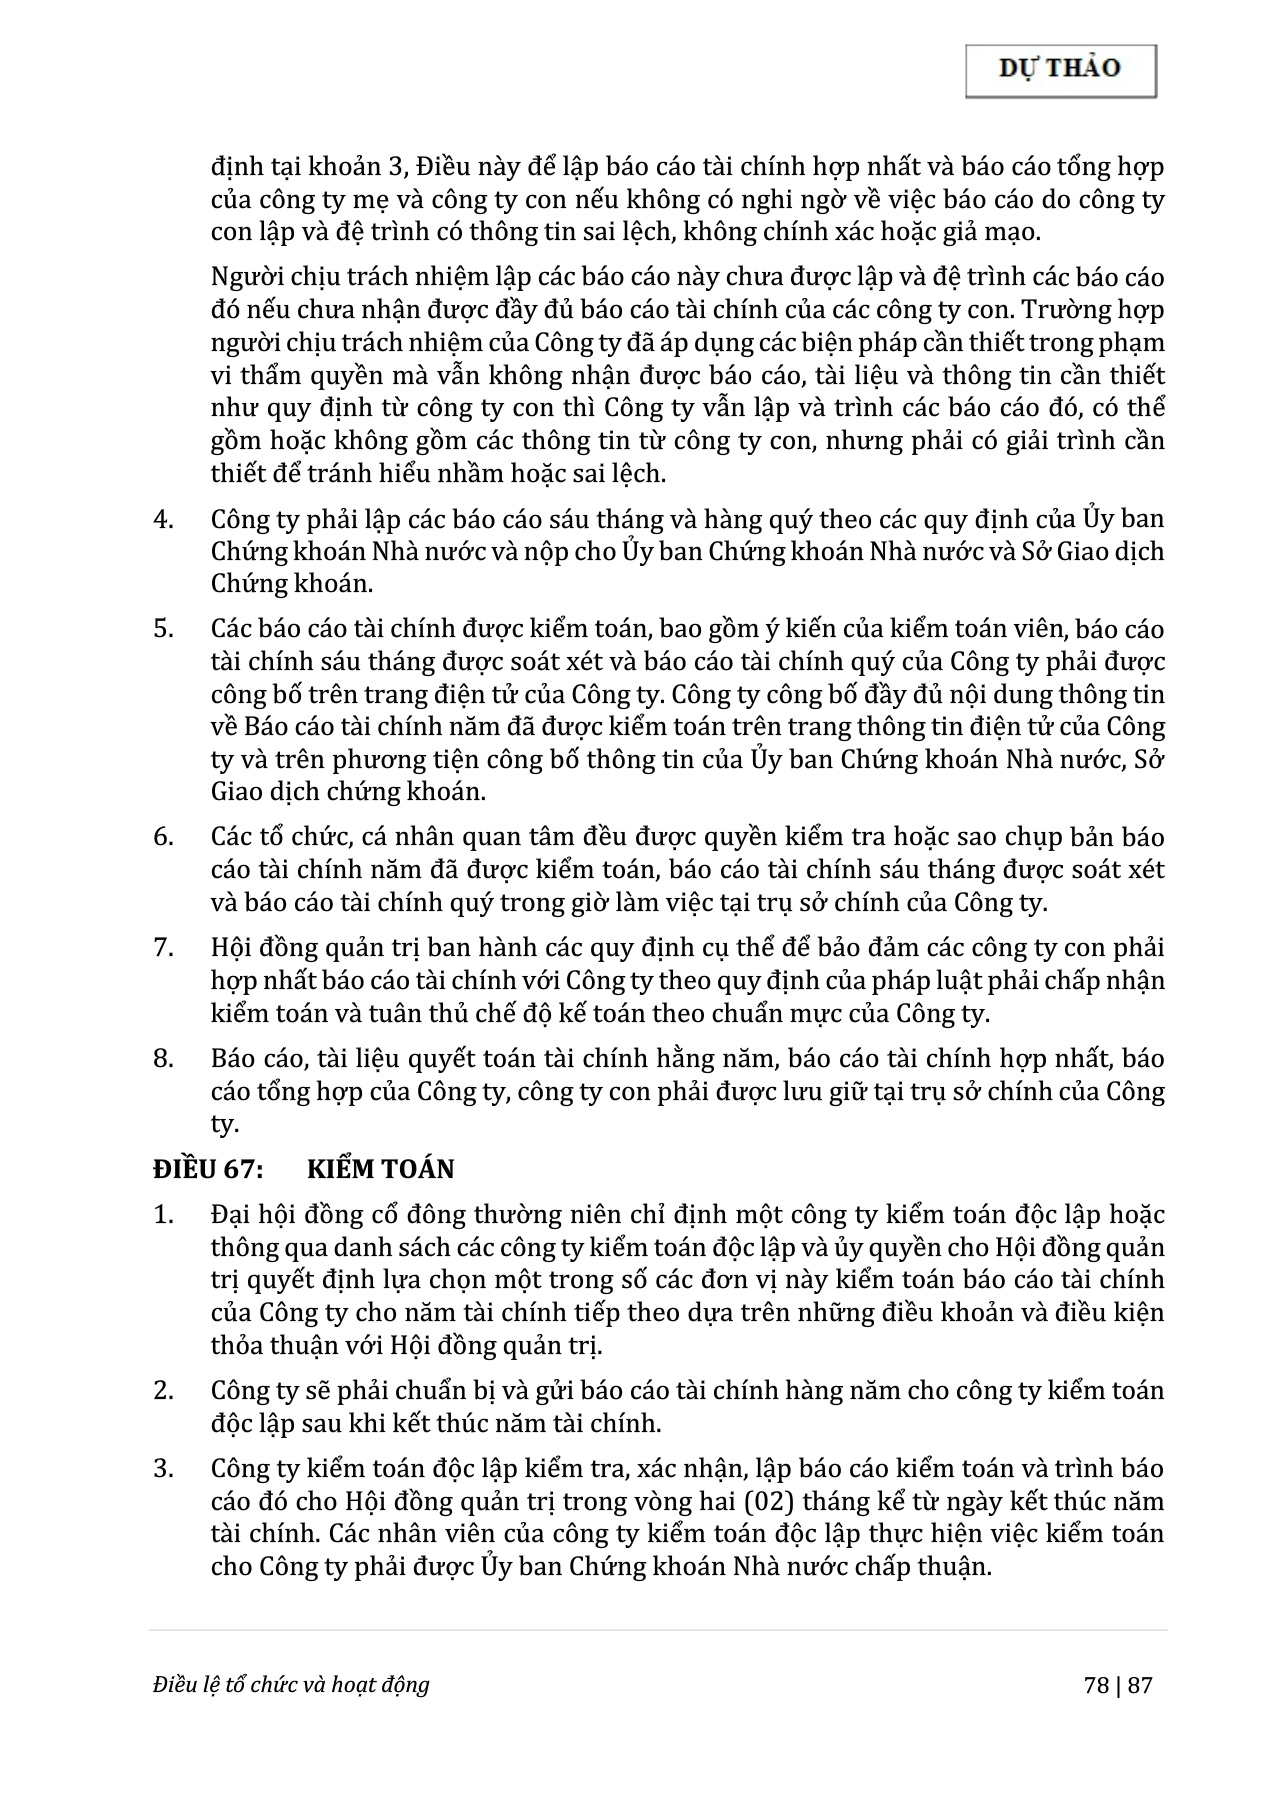 DỰ THẢO
định tại khoản 3, Điều này để lập báo cáo tài chính hợp nhất và báo cáo tổng hợp
của công ty mẹ và công ty con nếu không có nghi ngờ về việc báo cáo do công ty
con lập và đệ trình có thông tin sai lệch, không chính xác hoặc giả mạo.
Người chịu trách nhiệm lập các báo cáo này chưa được lập và đệ trình các báo cáo
đó nếu chưa nhận được đầy đủ báo cáo tài chính của các công ty con. Trường hợp
người chịu trách nhiệm của Công ty đã áp dụng các biện pháp cần thiết trong phạm
vi thẩm quyền mà vẫn không nhận được báo cáo, tài liệu và thông tin cần thiết
như quy định từ công ty con thì Công ty vẫn lập và trình các báo cáo đó, có thể
gồm hoặc không gồm các thông tin từ công ty con, nhưng phải có giải trình cần
thiết để tránh hiểu nhầm hoặc sai lệch.
4. Công ty phải lập các báo cáo sáu tháng và hàng quý theo các quy định của Ủy ban
Chứng khoán Nhà nước và nộp cho Ủy ban Chứng khoán Nhà nước và Sở Giao dịch
Chứng khoán.
5. Các báo cáo tài chính được kiểm toán, bao gồm ý kiến của kiểm toán viên, báo cáo
tài chính sáu tháng được soát xét và báo cáo tài chính quý của Công ty phải được
công bố trên trang điện tử của Công ty. Công ty công bố đầy đủ nội dung thông tin
về Báo cáo tài chính năm đã được kiểm toán trên trang thông tin điện tử của Công
ty và trên phương tiện công bố thông tin của Ủy ban Chứng khoán Nhà nước, Sở
Giao dịch chứng khoán.
6. Các tổ chức, cá nhân quan tâm đều được quyền kiểm tra hoặc sao chụp bản báo
cáo tài chính năm đã được kiểm toán, báo cáo tài chính sáu tháng được soát xét
và báo cáo tài chính quý trong giờ làm việc tại trụ sở chính của Công ty.
7. Hội đồng quản trị ban hành các quy định cụ thể để bảo đảm các công ty con phải
hợp nhất báo cáo tài chính với Công ty theo quy định của pháp luật phải chấp nhận
kiểm toán và tuân thủ chế độ kế toán theo chuẩn mực của Công ty.
8. Báo cáo, tài liệu quyết toán tài chính hằng năm, báo cáo tài chính hợp nhất, báo
cáo tổng hợp của Công ty, công ty con phải được lưu giữ tại trụ sở chính của Công
ty.
ĐIỀU 67: KIỂM TOÁN
1. Đại hội đồng cổ đông thường niên chỉ định một công ty kiểm toán độc lập hoặc
thông qua danh sách các công ty kiểm toán độc lập và ủy quyền cho Hội đồng quản
trị quyết định lựa chọn một trong số các đơn vị này kiểm toán báo cáo tài chính
của Công ty cho năm tài chính tiếp theo dựa trên những điều khoản và điều kiện
thỏa thuận với Hội đồng quản trị.
2. Công ty sẽ phải chuẩn bị và gửi báo cáo tài chính hàng năm cho công ty kiểm toán
độc lập sau khi kết thúc năm tài chính.
3. Công ty kiểm toán độc lập kiểm tra, xác nhận, lập báo cáo kiểm toán và trình báo
cáo đó cho Hội đồng quản trị trong vòng hai (02) tháng kể từ ngày kết thúc năm
tài chính. Các nhân viên của công ty kiểm toán độc lập thực hiện việc kiểm toán
cho Công ty phải được Ủy ban Chứng khoán Nhà nước chấp thuận.
Điều lệ tổ chức và hoạt động 78 | 87